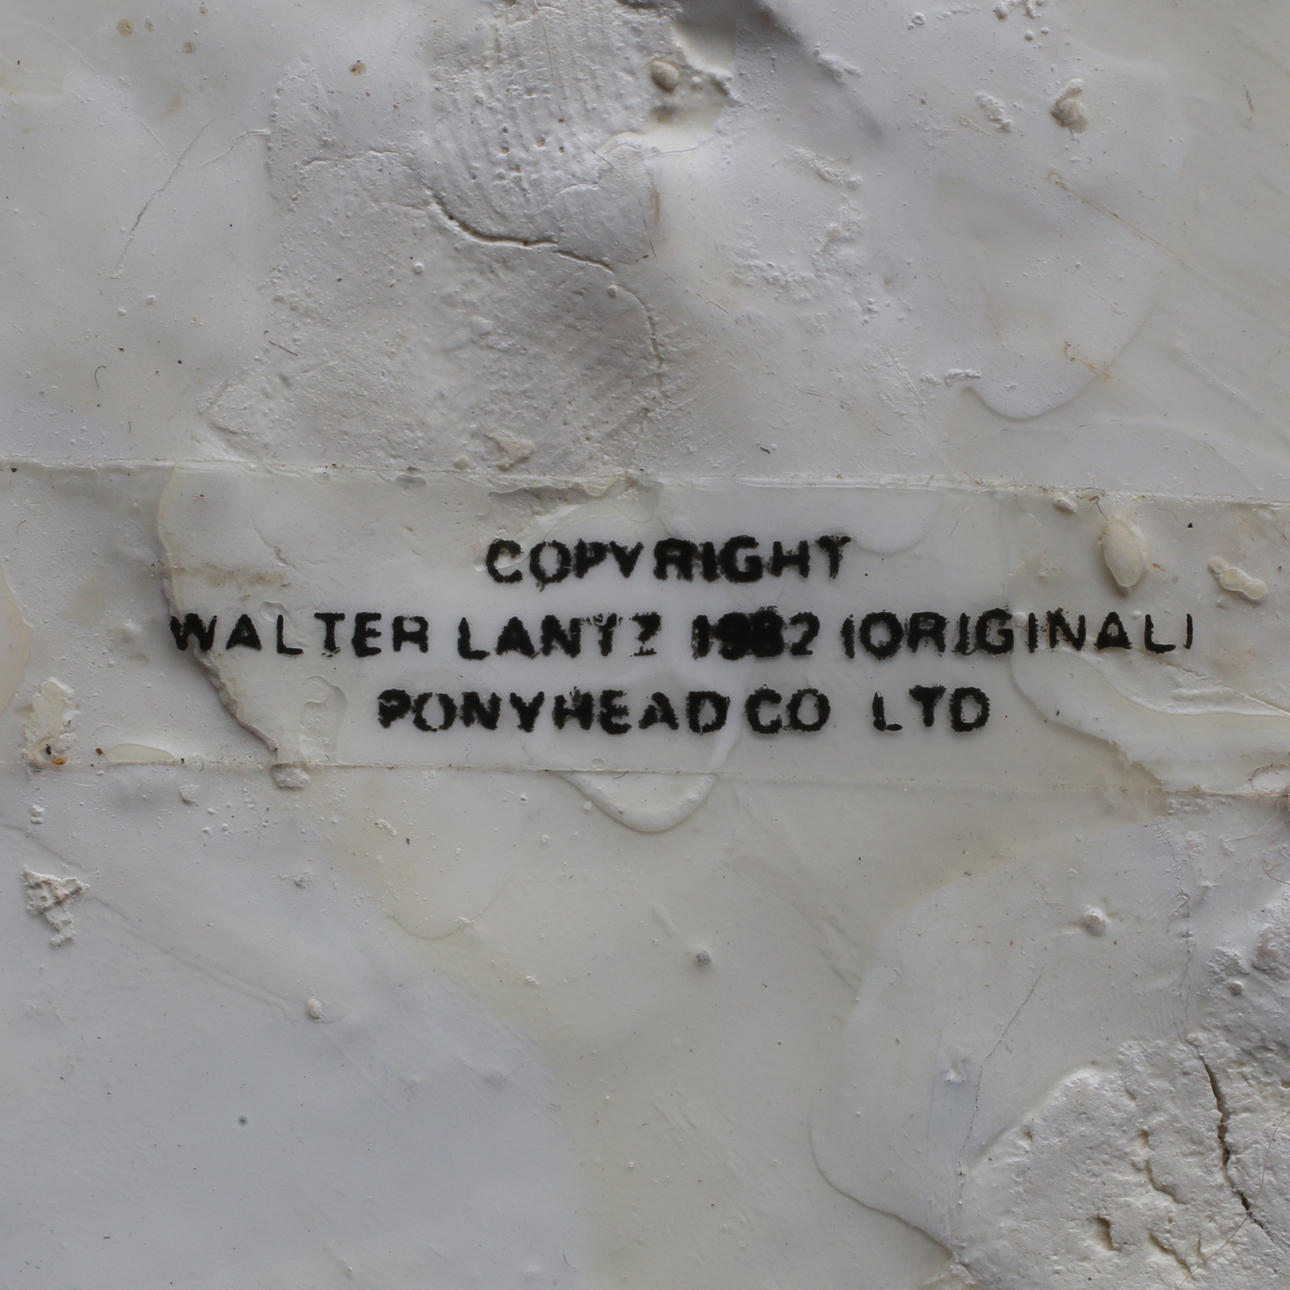 COPYRIGHT
WALTER LANTZ 1982 (ORIGINAL)
PONYHEAD CO LTD